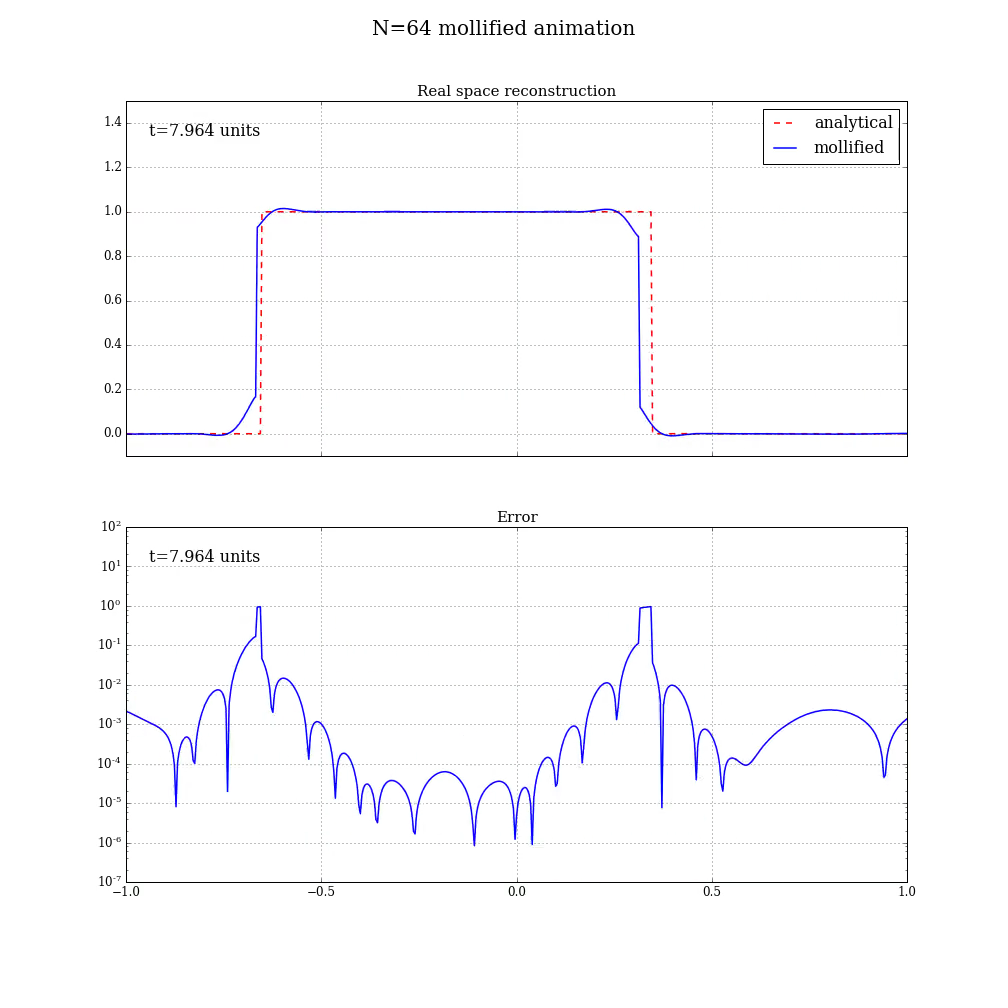 N=64 mollified animation
Real space reconstruction
t=7.964 units
analytical
mollified
1.4
1.2
1.0
0.8
0.6
0.4
0.2
0.0
Error
t=7.964 units
10²
10¹
10⁰
10⁻¹
10⁻²
10⁻³
10⁻⁴
10⁻⁵
10⁻⁶
10⁻⁷
−1.0 −0.5 0.0 0.5 1.0